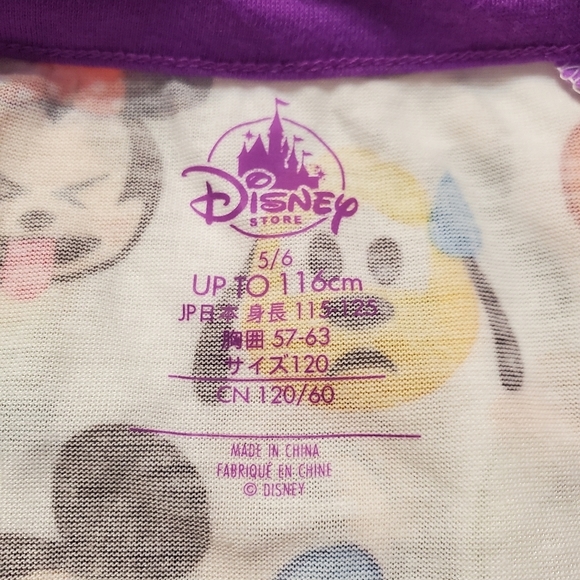 Disney
STORE
5/6
UP TO 116cm
JP日本 身長 115-125
胸囲 57-63
サイズ120
CN 120/60
MADE IN CHINA
FABRIQUÉ EN CHINE
© DISNEY